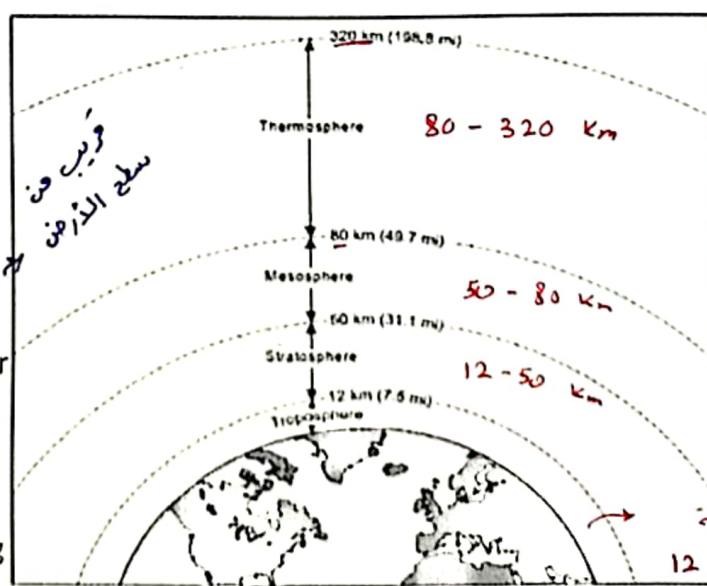 320 km (198.8 mi)
Thermosphere
80 - 320 Km
قريب من
سطح الأرض
80 km (49.7 mi)
Mesosphere
50 - 80 Km
50 km (31.1 mi)
Stratosphere
12 - 50 Km
12 km (7.5 mi)
Troposphere
12